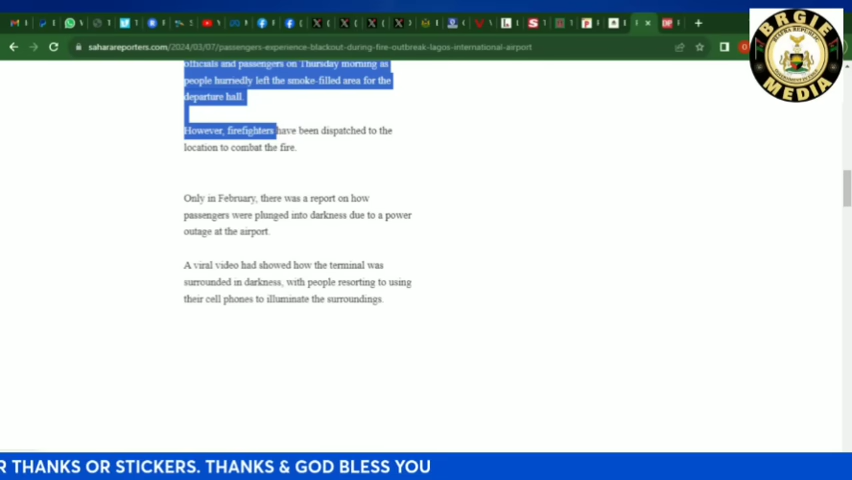 saharareporters.com/2024/03/07/passengers-experience-blackout-during-fire-outbreak-lagos-international-airport
BRGIE
BIAFRA REPUBLIC
MEDIA
officials and passengers on Thursday morning as
people hurriedly left the smoke-filled area for the
departure hall.
However, firefighters have been dispatched to the
location to combat the fire.
Only in February, there was a report on how
passengers were plunged into darkness due to a power
outage at the airport.
A viral video had showed how the terminal was
surrounded in darkness, with people resorting to using
their cell phones to illuminate the surroundings.
R THANKS OR STICKERS. THANKS & GOD BLESS YOU